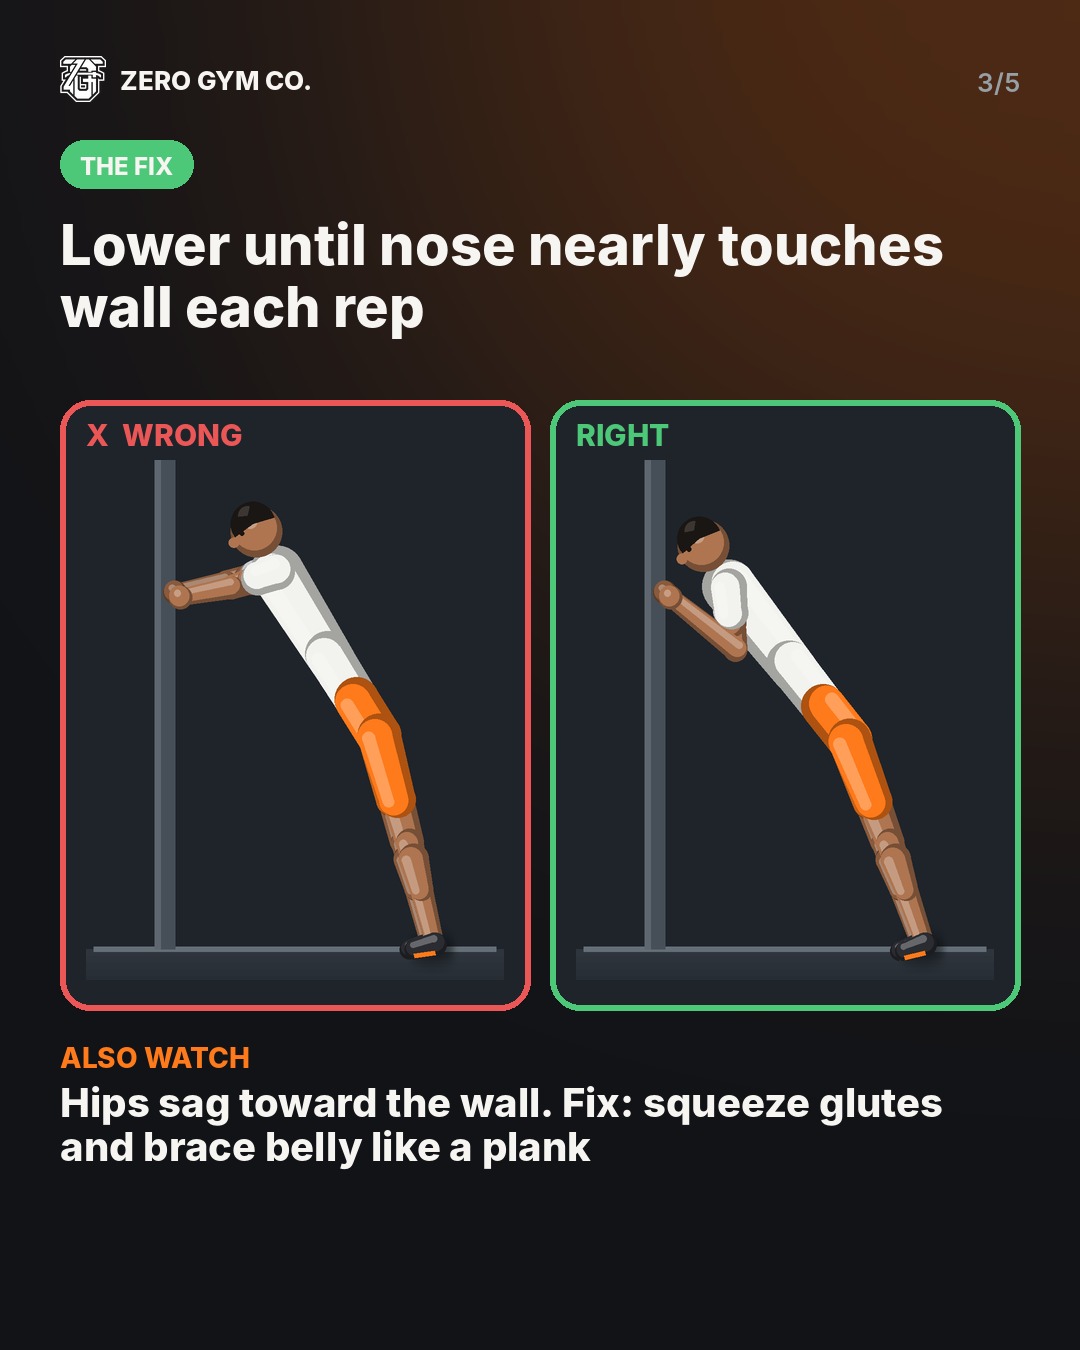 ZERO GYM CO.
3/5
THE FIX
Lower until nose nearly touches
wall each rep
X WRONG
RIGHT
ALSO WATCH
Hips sag toward the wall. Fix: squeeze glutes
and brace belly like a plank